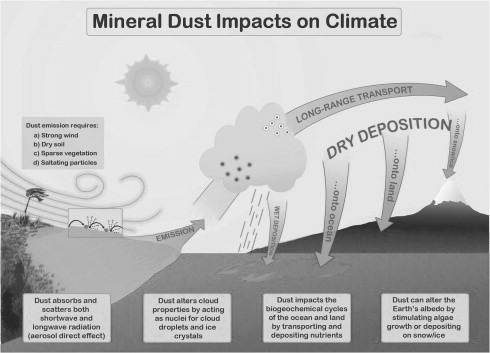 Mineral Dust Impacts on Climate
LONG-RANGE TRANSPORT
Dust emission requires:
a) Strong wind
b) Dry soil
c) Sparse vegetation
d) Saltating particles
DRY DEPOSITION
...onto snow/ice
...onto land
...onto ocean
WET DEPOSITION
EMISSION
Dust absorbs and
scatters both
shortwave and
longwave radiation
(aerosol direct effect)
Dust alters cloud
properties by acting
as nuclei for cloud
droplets and ice
crystals
Dust impacts the
biogeochemical cycles
of the ocean and land
by transporting and
depositing nutrients
Dust can alter the
Earth's albedo by
stimulating algae
growth or depositing
on snow/ice